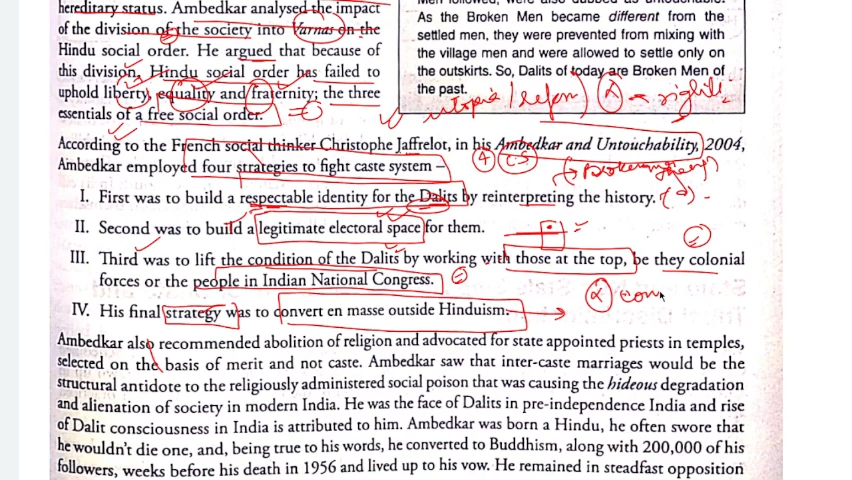 hereditary status. Ambedkar analysed the impact
of the division of the society into Varnas on the
Hindu social order. He argued that because of
this division, Hindu social order has failed to
uphold liberty, equality and fraternity; the three
essentials of a free social order.
Men followed, were also dubbed as untouchable.
As the Broken Men became different from the
settled men, they were prevented from mixing with
the village men and were allowed to settle only on
the outskirts. So, Dalits of today are Broken Men of
the past.
utopia / reform
According to the French social thinker Christophe Jaffrelot, in his Ambedkar and Untouchability, 2004,
Ambedkar employed four strategies to fight caste system –
4
I. First was to build a respectable identity for the Dalits by reinterpreting the history.
II. Second was to build a legitimate electoral space for them.
III. Third was to lift the condition of the Dalits by working with those at the top, be they colonial
forces or the people in Indian National Congress.
IV. His final strategy was to convert en masse outside Hinduism.
con
Ambedkar also recommended abolition of religion and advocated for state appointed priests in temples,
selected on the basis of merit and not caste. Ambedkar saw that inter-caste marriages would be the
structural antidote to the religiously administered social poison that was causing the hideous degradation
and alienation of society in modern India. He was the face of Dalits in pre-independence India and rise
of Dalit consciousness in India is attributed to him. Ambedkar was born a Hindu, he often swore that
he wouldn't die one, and, being true to his words, he converted to Buddhism, along with 200,000 of his
followers, weeks before his death in 1956 and lived up to his vow. He remained in steadfast opposition